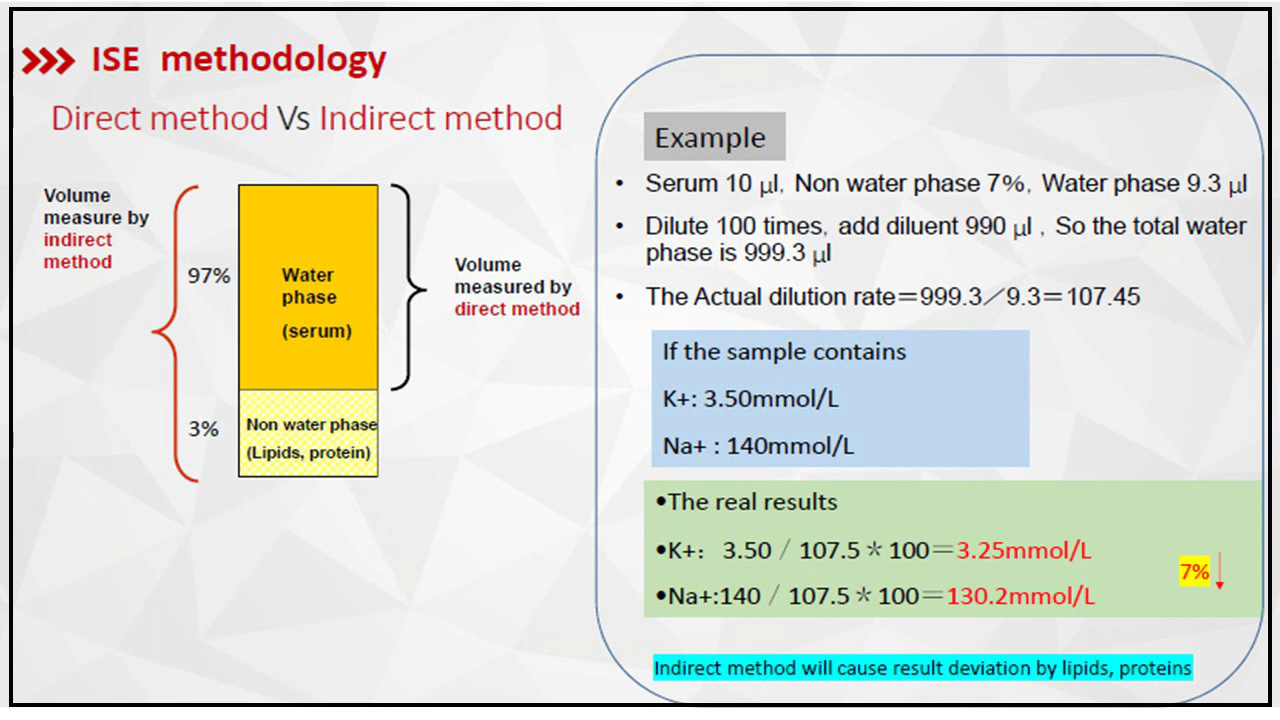 >>> ISE methodology
Direct method Vs Indirect method
Volume
measure by
indirect
method
97%
Water
phase
(serum)
Volume
measured by
direct method
3%
Non water phase
(Lipids, protein)
Example
• Serum 10 μl, Non water phase 7%, Water phase 9.3 μl
• Dilute 100 times, add diluent 990 μl , So the total water
phase is 999.3 μl
• The Actual dilution rate＝999.3／9.3＝107.45
If the sample contains
K+: 3.50mmol/L
Na+ : 140mmol/L
•The real results
•K+: 3.50 / 107.5＊100＝3.25mmol/L
•Na+:140 / 107.5＊100＝130.2mmol/L
7%↓
Indirect method will cause result deviation by lipids, proteins